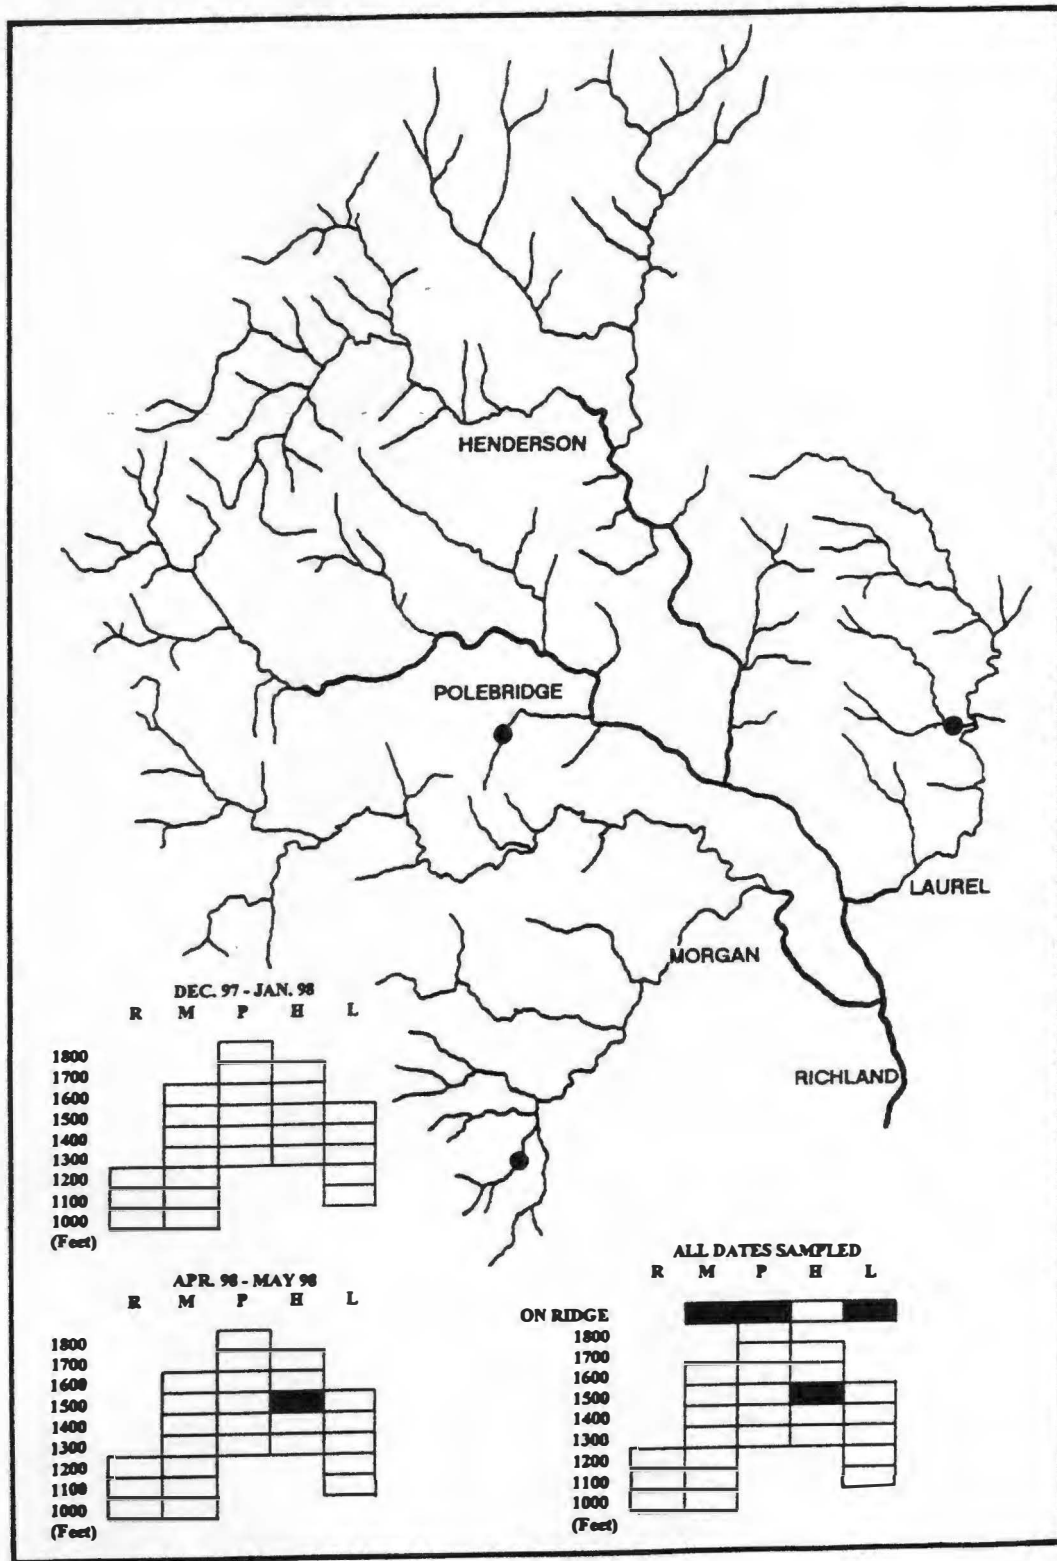 HENDERSON
POLEBRIDGE
LAUREL
MORGAN
RICHLAND
DEC. 97 - JAN. 98
R M P H L
1800
1700
1600
1500
1400
1300
1200
1100
1000
(Feet)
APR. 98 - MAY 98
R M P H L
1800
1700
1600
1500
1400
1300
1200
1100
1000
(Feet)
ALL DATES SAMPLED
R M P H L
ON RIDGE
1800
1700
1600
1500
1400
1300
1200
1100
1000
(Feet)